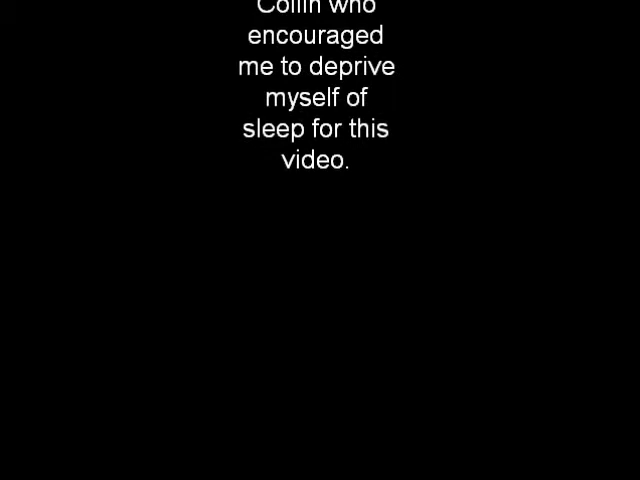 Collin who
encouraged
me to deprive
myself of
sleep for this
video.